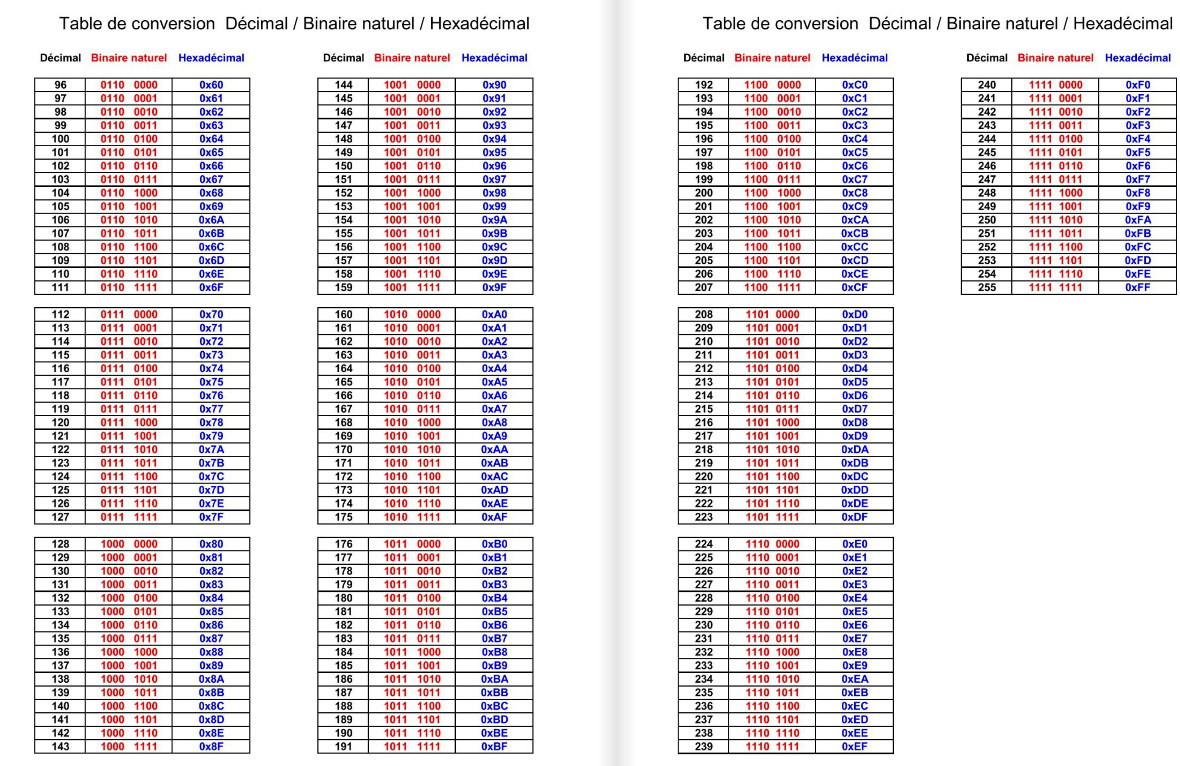 Table de conversion Décimal / Binaire naturel / Hexadécimal
Décimal Binaire naturel Hexadécimal
96 0110 0000 0x60
97 0110 0001 0x61
98 0110 0010 0x62
99 0110 0011 0x63
100 0110 0100 0x64
101 0110 0101 0x65
102 0110 0110 0x66
103 0110 0111 0x67
104 0110 1000 0x68
105 0110 1001 0x69
106 0110 1010 0x6A
107 0110 1011 0x6B
108 0110 1100 0x6C
109 0110 1101 0x6D
110 0110 1110 0x6E
111 0110 1111 0x6F
112 0111 0000 0x70
113 0111 0001 0x71
114 0111 0010 0x72
115 0111 0011 0x73
116 0111 0100 0x74
117 0111 0101 0x75
118 0111 0110 0x76
119 0111 0111 0x77
120 0111 1000 0x78
121 0111 1001 0x79
122 0111 1010 0x7A
123 0111 1011 0x7B
124 0111 1100 0x7C
125 0111 1101 0x7D
126 0111 1110 0x7E
127 0111 1111 0x7F
128 1000 0000 0x80
129 1000 0001 0x81
130 1000 0010 0x82
131 1000 0011 0x83
132 1000 0100 0x84
133 1000 0101 0x85
134 1000 0110 0x86
135 1000 0111 0x87
136 1000 1000 0x88
137 1000 1001 0x89
138 1000 1010 0x8A
139 1000 1011 0x8B
140 1000 1100 0x8C
141 1000 1101 0x8D
142 1000 1110 0x8E
143 1000 1111 0x8F
Décimal Binaire naturel Hexadécimal
144 1001 0000 0x90
145 1001 0001 0x91
146 1001 0010 0x92
147 1001 0011 0x93
148 1001 0100 0x94
149 1001 0101 0x95
150 1001 0110 0x96
151 1001 0111 0x97
152 1001 1000 0x98
153 1001 1001 0x99
154 1001 1010 0x9A
155 1001 1011 0x9B
156 1001 1100 0x9C
157 1001 1101 0x9D
158 1001 1110 0x9E
159 1001 1111 0x9F
160 1010 0000 0xA0
161 1010 0001 0xA1
162 1010 0010 0xA2
163 1010 0011 0xA3
164 1010 0100 0xA4
165 1010 0101 0xA5
166 1010 0110 0xA6
167 1010 0111 0xA7
168 1010 1000 0xA8
169 1010 1001 0xA9
170 1010 1010 0xAA
171 1010 1011 0xAB
172 1010 1100 0xAC
173 1010 1101 0xAD
174 1010 1110 0xAE
175 1010 1111 0xAF
176 1011 0000 0xB0
177 1011 0001 0xB1
178 1011 0010 0xB2
179 1011 0011 0xB3
180 1011 0100 0xB4
181 1011 0101 0xB5
182 1011 0110 0xB6
183 1011 0111 0xB7
184 1011 1000 0xB8
185 1011 1001 0xB9
186 1011 1010 0xBA
187 1011 1011 0xBB
188 1011 1100 0xBC
189 1011 1101 0xBD
190 1011 1110 0xBE
191 1011 1111 0xBF
Table de conversion Décimal / Binaire naturel / Hexadécimal
Décimal Binaire naturel Hexadécimal
192 1100 0000 0xC0
193 1100 0001 0xC1
194 1100 0010 0xC2
195 1100 0011 0xC3
196 1100 0100 0xC4
197 1100 0101 0xC5
198 1100 0110 0xC6
199 1100 0111 0xC7
200 1100 1000 0xC8
201 1100 1001 0xC9
202 1100 1010 0xCA
203 1100 1011 0xCB
204 1100 1100 0xCC
205 1100 1101 0xCD
206 1100 1110 0xCE
207 1100 1111 0xCF
208 1101 0000 0xD0
209 1101 0001 0xD1
210 1101 0010 0xD2
211 1101 0011 0xD3
212 1101 0100 0xD4
213 1101 0101 0xD5
214 1101 0110 0xD6
215 1101 0111 0xD7
216 1101 1000 0xD8
217 1101 1001 0xD9
218 1101 1010 0xDA
219 1101 1011 0xDB
220 1101 1100 0xDC
221 1101 1101 0xDD
222 1101 1110 0xDE
223 1101 1111 0xDF
224 1110 0000 0xE0
225 1110 0001 0xE1
226 1110 0010 0xE2
227 1110 0011 0xE3
228 1110 0100 0xE4
229 1110 0101 0xE5
230 1110 0110 0xE6
231 1110 0111 0xE7
232 1110 1000 0xE8
233 1110 1001 0xE9
234 1110 1010 0xEA
235 1110 1011 0xEB
236 1110 1100 0xEC
237 1110 1101 0xED
238 1110 1110 0xEE
239 1110 1111 0xEF
Décimal Binaire naturel Hexadécimal
240 1111 0000 0xF0
241 1111 0001 0xF1
242 1111 0010 0xF2
243 1111 0011 0xF3
244 1111 0100 0xF4
245 1111 0101 0xF5
246 1111 0110 0xF6
247 1111 0111 0xF7
248 1111 1000 0xF8
249 1111 1001 0xF9
250 1111 1010 0xFA
251 1111 1011 0xFB
252 1111 1100 0xFC
253 1111 1101 0xFD
254 1111 1110 0xFE
255 1111 1111 0xFF